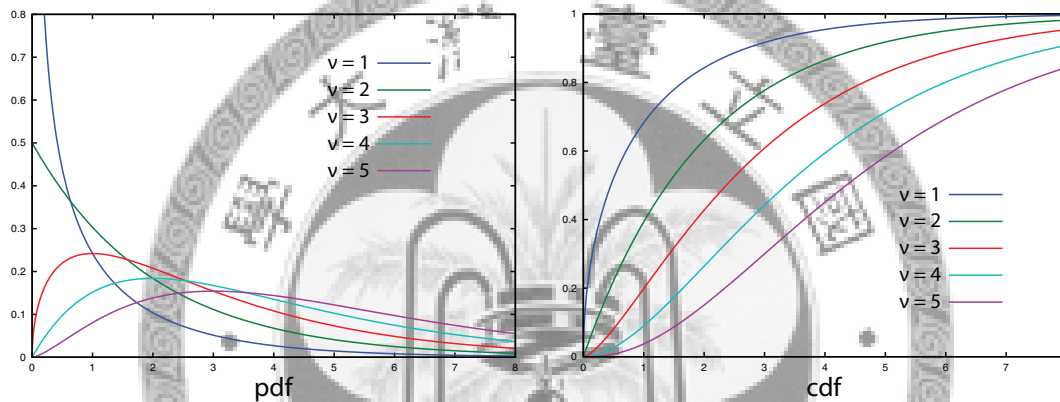 0.8
0.7
0.6
0.5
0.4
0.3
0.2
0.1
0
0 1 2 3 4 5 6 7 8
ν = 1
ν = 2
ν = 3
ν = 4
ν = 5
pdf
1
0.8
0.6
0.4
0.2
0
0 1 2 3 4 5 6 7
ν = 1
ν = 2
ν = 3
ν = 4
ν = 5
cdf